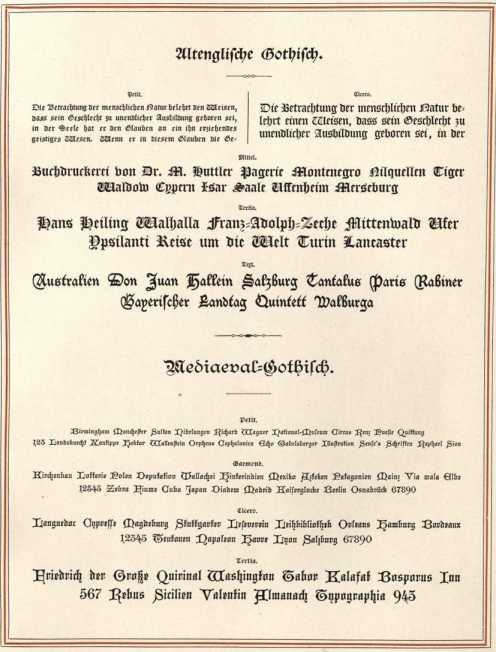 Altenglische Gothisch.
Petit.
Die Betrachtung der menschlichen Natur belehrt den Weisen,
dass sein Geschlecht zu unendlicher Ausbildung geboren sei,
in der Seele hat er den Glauben an ein ihn erziehendes
geistiges Wesen. Wenn er in diesem Glauben die Ge-
Cicero.
Die Betrachtung der menschlichen Natur be-
lehrt einen Weisen, dass sein Geschlecht zu
unendlicher Ausbildung geboren sei, in der
Mittel.
Buchdruckerei von Dr. M. Huttler Pagerie Montenegro Nilquellen Tiger
Waldow Cypern Isar Saale Uffenheim Merseburg
Tertia.
Hans Heiling Walhalla Franz-Adolph-Zeche Mittenwald Ufer
Ypsilanti Reise um die Welt Turin Lancaster
Text.
Australien Don Juan Hallein Salzburg Tantalus Paris Rabiner
Bayerischer Landtag Quintett Walburga
Mediaeval-Gothisch.
Petit.
Birmingham Manchester Sultan Nibelungen Richard Wagner National-Museum Circus Renz Poesie Quittung
123 Landsknecht Xantippe Hektor Wallenstein Orpheus Cephalonien Echo Gabelsberger Illustration Sense's Schriften Nephert Sion
Garmond.
Kirchenbau Lotterie Polon Deputation Wallachei Hinterindien Mexiko Azteken Patagonien Mainz Via mala Elbe
12345 Zebra Fiume Cuba Japan Diadem Madrid Kaiserglocke Berlin Osnabrück 67890
Cicero.
Languedoc Cypresse Magdeburg Stuttgarter Leseverein Leihbibliothek Orleans Hamburg Bordeaux
12345 Teutonen Napoleon Havre Lyon Salzburg 67890
Tertia.
Friedrich der Große Quirinal Washington Tabor Kalafat Bosporus Inn
567 Rebus Sicilien Valentin Almanach Typographia 943